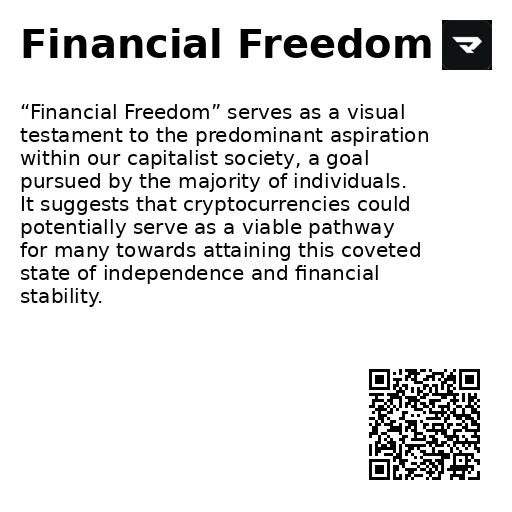 Financial Freedom
“Financial Freedom” serves as a visual
testament to the predominant aspiration
within our capitalist society, a goal
pursued by the majority of individuals.
It suggests that cryptocurrencies could
potentially serve as a viable pathway
for many towards attaining this coveted
state of independence and financial
stability.